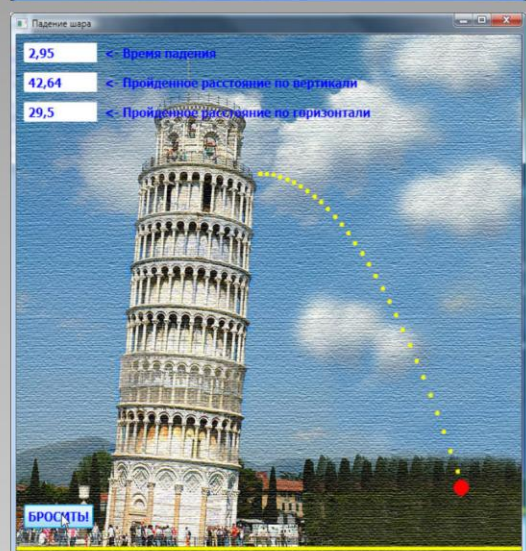 Падение шара
2,95 <- Время падения
42,64 <- Пройденное расстояние по вертикали
29,5 <- Пройденное расстояние по горизонтали
БРОСИТЬ!